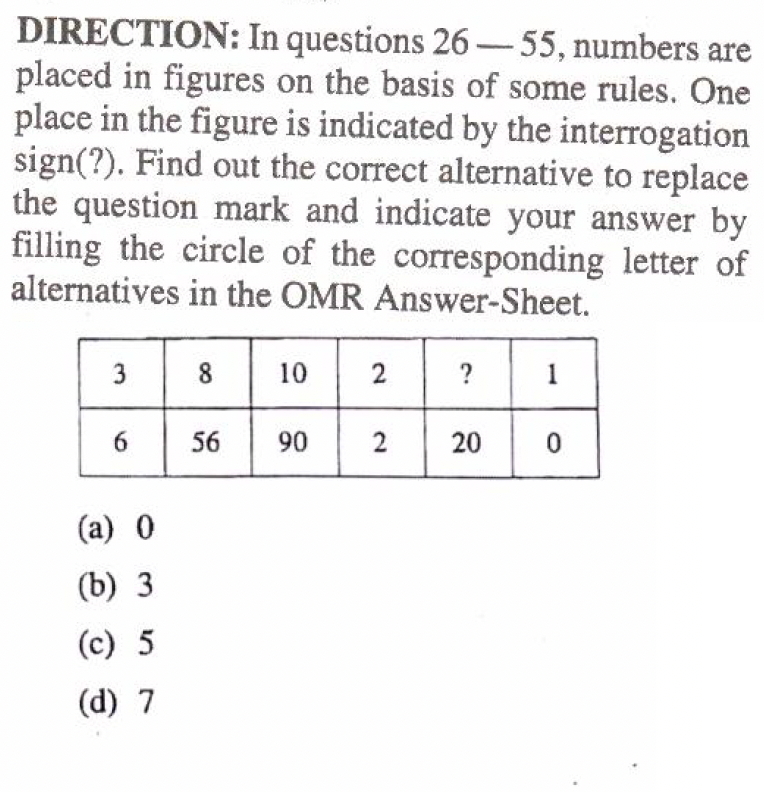 DIRECTION: In questions 26 — 55, numbers are
placed in figures on the basis of some rules. One
place in the figure is indicated by the interrogation
sign(?). Find out the correct alternative to replace
the question mark and indicate your answer by
filling the circle of the corresponding letter of
alternatives in the OMR Answer-Sheet.
3 8 10 2 ? 1
6 56 90 2 20 0
(a) 0
(b) 3
(c) 5
(d) 7